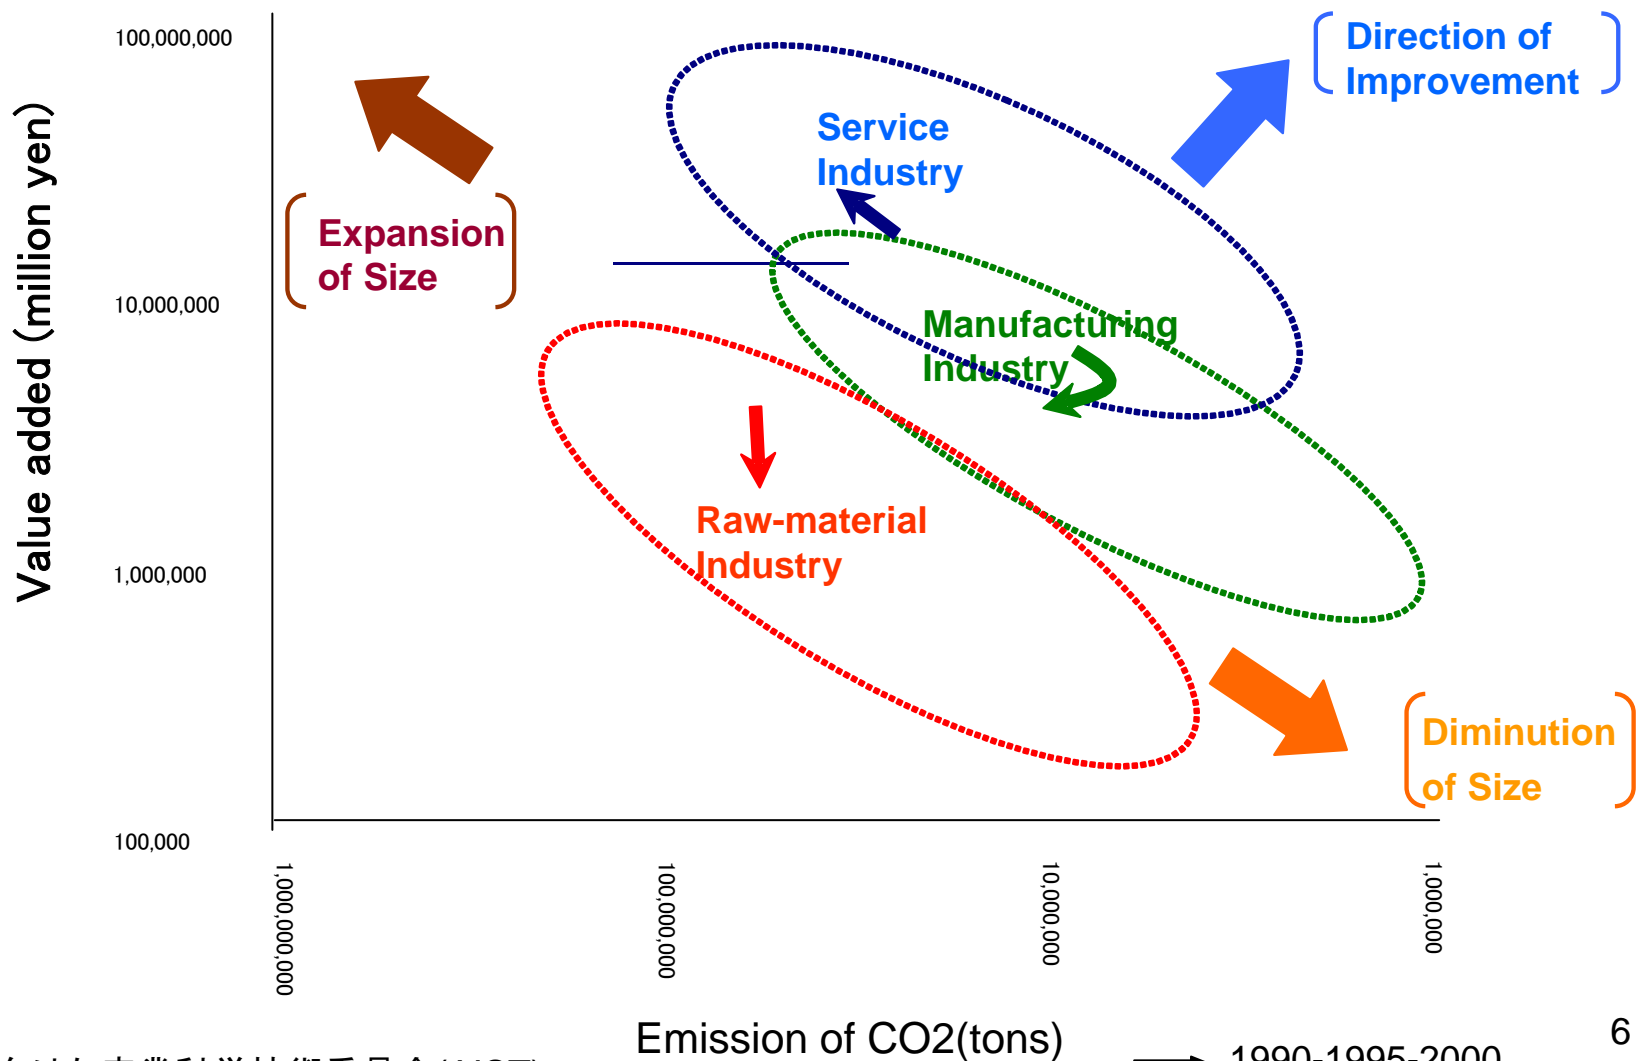 100,000,000
Direction of
Improvement
Service
Industry
Value added (million yen)
Expansion
of Size
10,000,000
Manufacturing
Industry
Raw-material
Industry
1,000,000
Diminution
of Size
100,000
1,000,000,000
100,000,000
10,000,000
1,000,000
Emission of CO2(tons)
6
1990-1995-2000